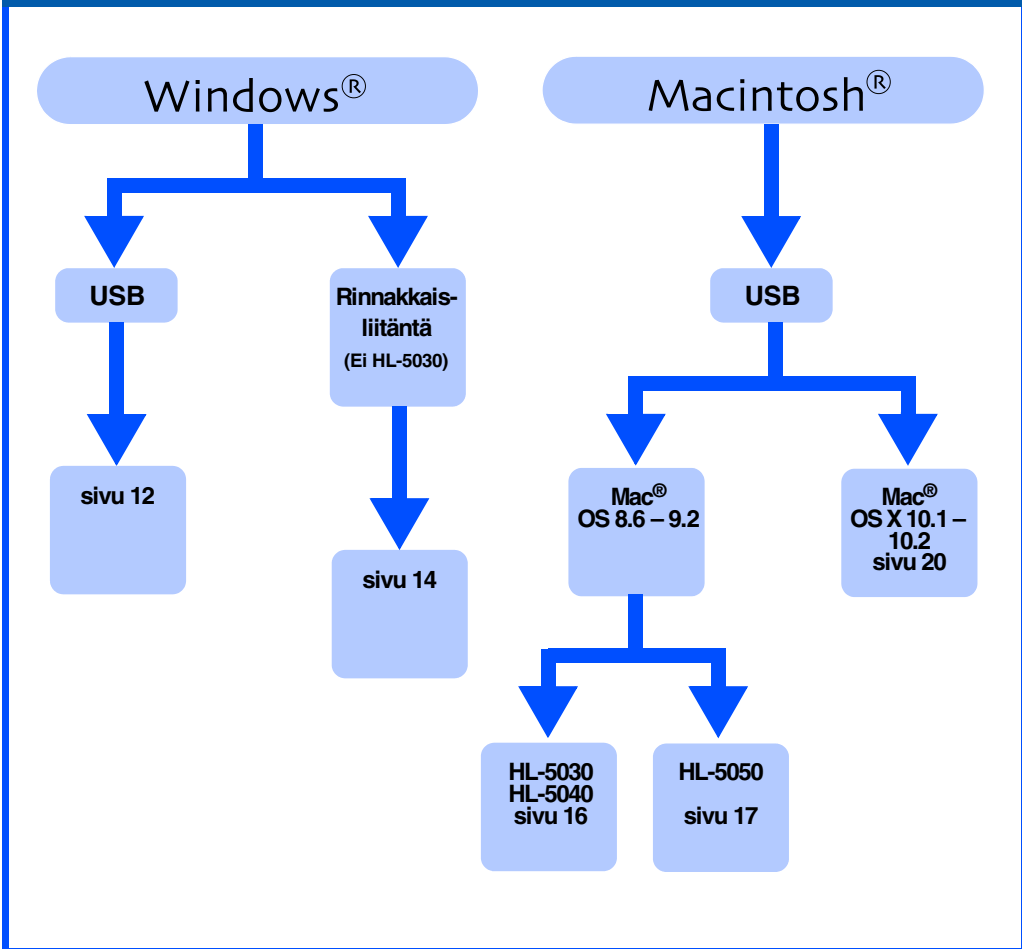 Windows®
USB
sivu 12
Rinnakkais-
liitäntä
(Ei HL-5030)
sivu 14
Macintosh®
USB
Mac®
OS 8.6 – 9.2
HL-5030
HL-5040
sivu 16
HL-5050
sivu 17
Mac®
OS X 10.1 –
10.2
sivu 20